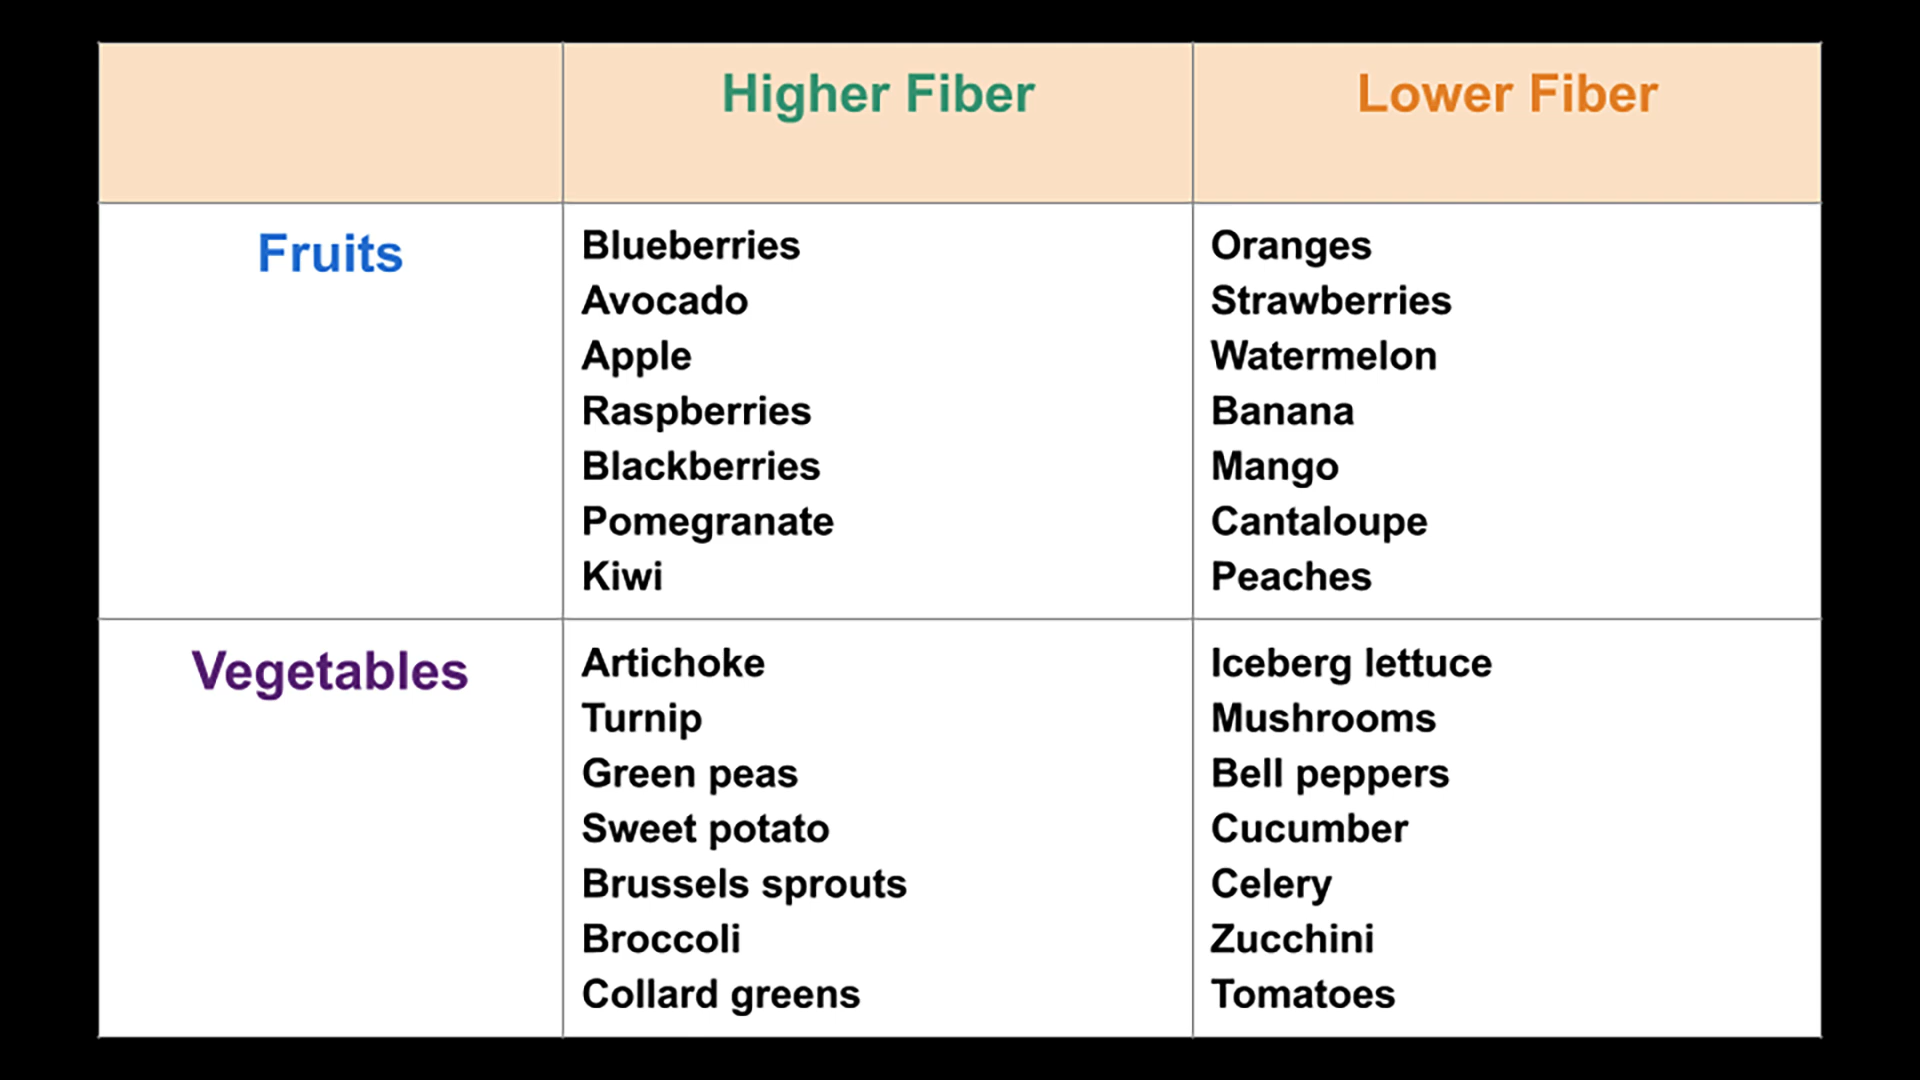 Higher Fiber
Lower Fiber
Fruits
Blueberries
Avocado
Apple
Raspberries
Blackberries
Pomegranate
Kiwi
Oranges
Strawberries
Watermelon
Banana
Mango
Cantaloupe
Peaches
Vegetables
Artichoke
Turnip
Green peas
Sweet potato
Brussels sprouts
Broccoli
Collard greens
Iceberg lettuce
Mushrooms
Bell peppers
Cucumber
Celery
Zucchini
Tomatoes